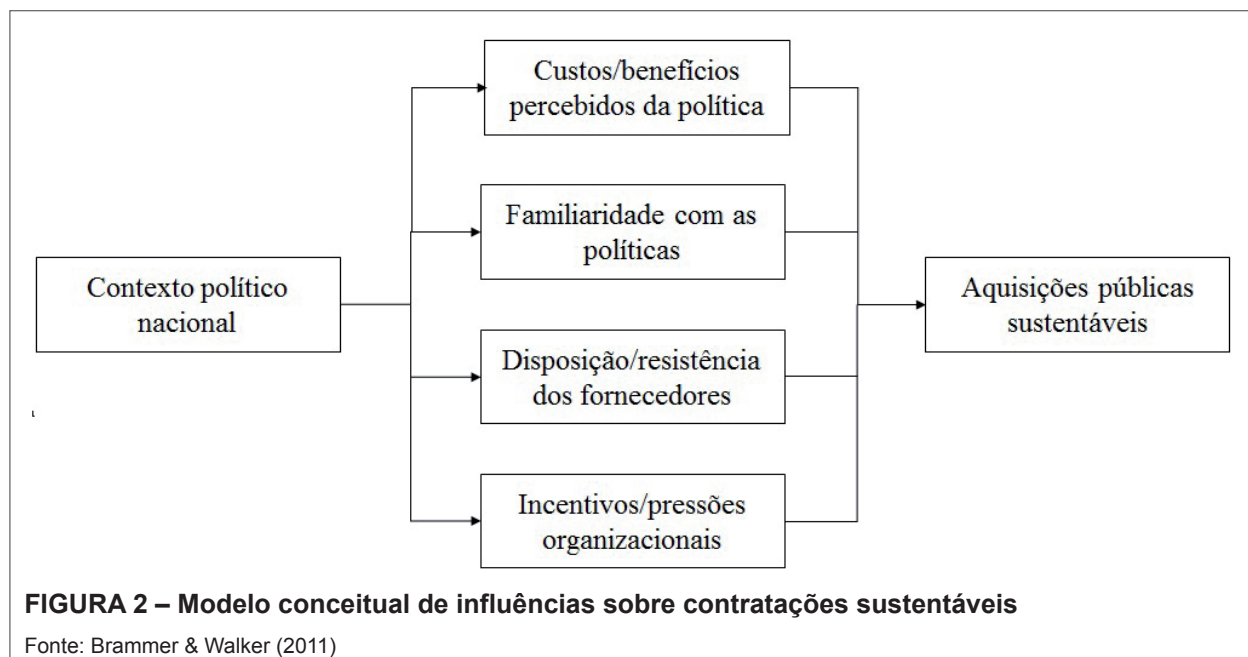 Custos/benefícios
percebidos da política
Familiaridade com as
políticas
Contexto político
nacional
Aquisições públicas
sustentáveis
Disposição/resistência
dos fornecedores
Incentivos/pressões
organizacionais
FIGURA 2 – Modelo conceitual de influências sobre contratações sustentáveis
Fonte: Brammer & Walker (2011)